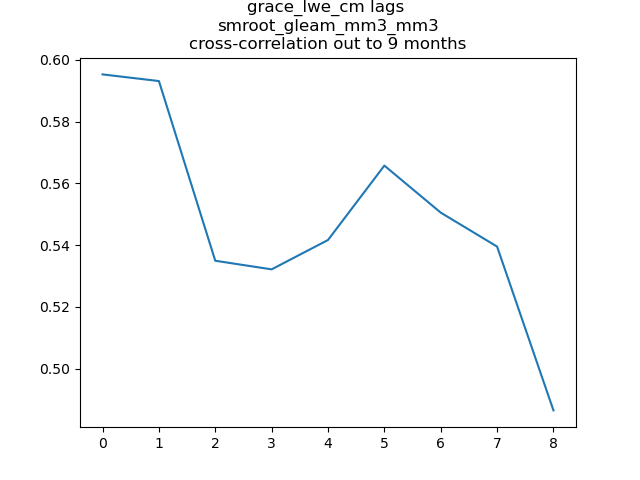 grace_lwe_cm lags
smroot_gleam_mm3_mm3
cross-correlation out to 9 months
0.60
0.58
0.56
0.54
0.52
0.50
0 1 2 3 4 5 6 7 8